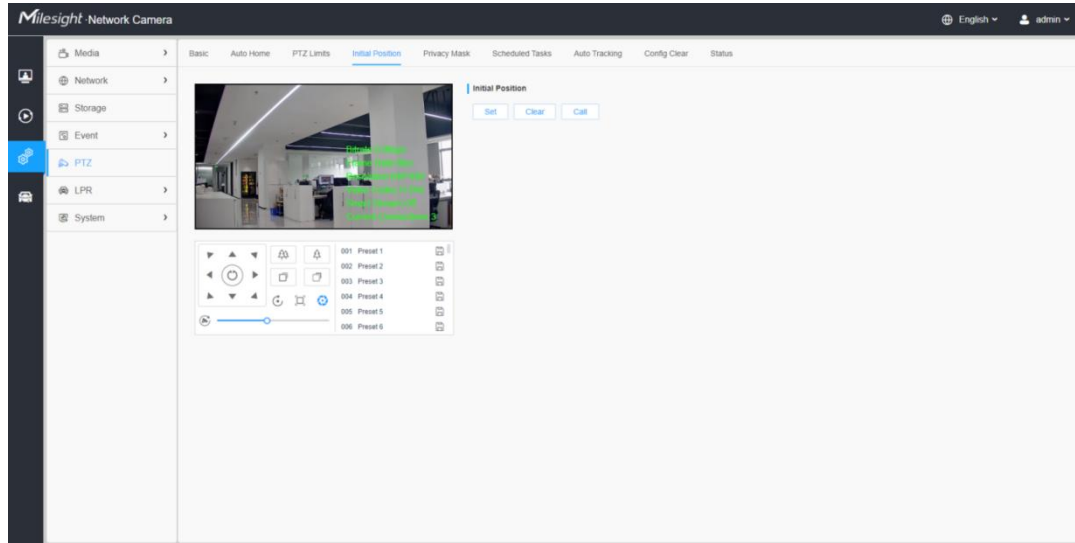 Milesight ·Network Camera
English
admin
Media
Network
Storage
Event
PTZ
LPR
System
Basic
Auto Home
PTZ Limits
Initial Position
Privacy Mask
Scheduled Tasks
Auto Tracking
Config Clear
Status
Initial Position
Set
Clear
Call
001 Preset 1
002 Preset 2
003 Preset 3
004 Preset 4
005 Preset 5
006 Preset 6